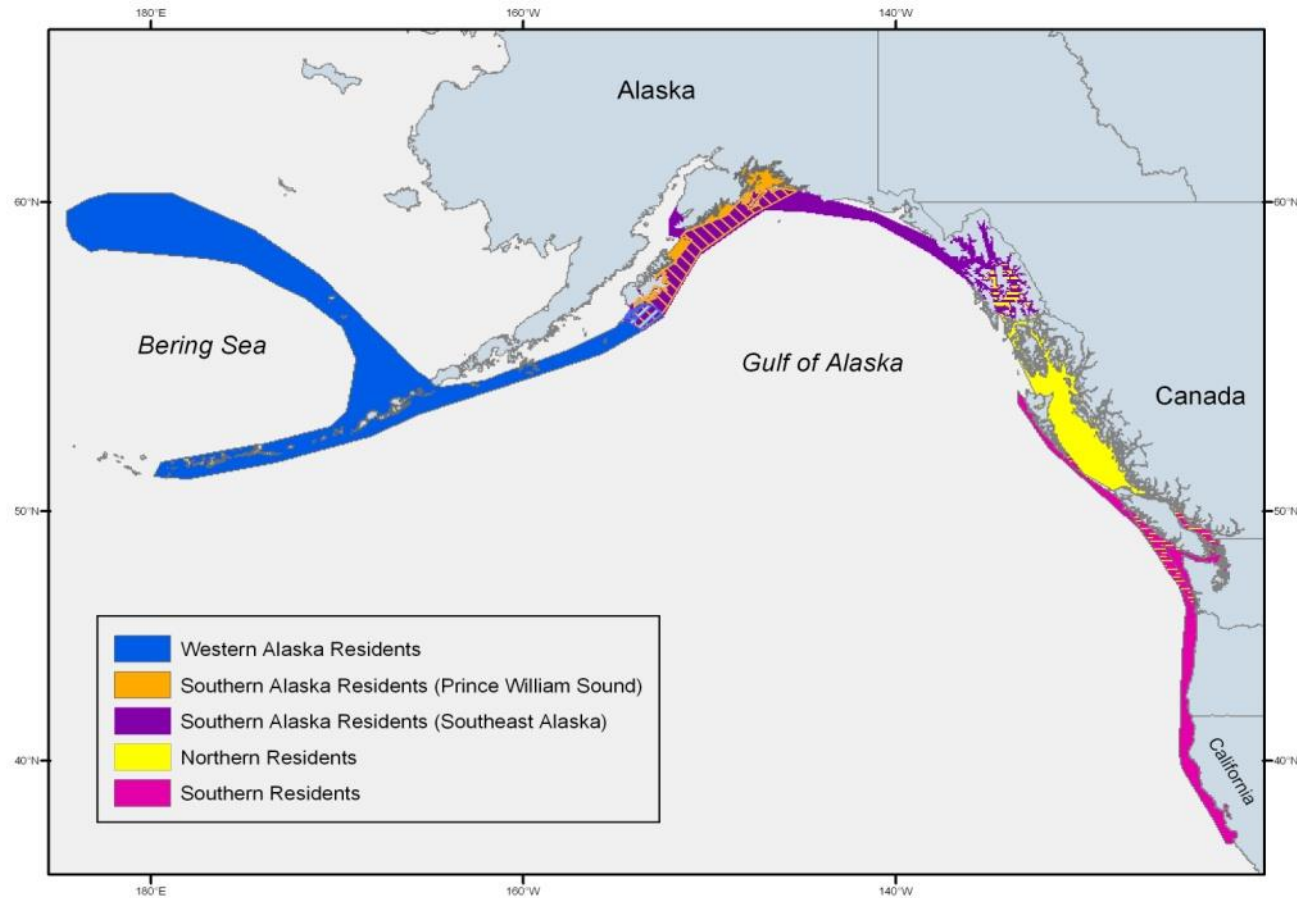 180°E
160°W
140°W
Alaska
60°N
60°N
Bering Sea
Gulf of Alaska
Canada
50°N
50°N
Western Alaska Residents
Southern Alaska Residents (Prince William Sound)
Southern Alaska Residents (Southeast Alaska)
Northern Residents
Southern Residents
40°N
California
40°N
180°E
160°W
140°W